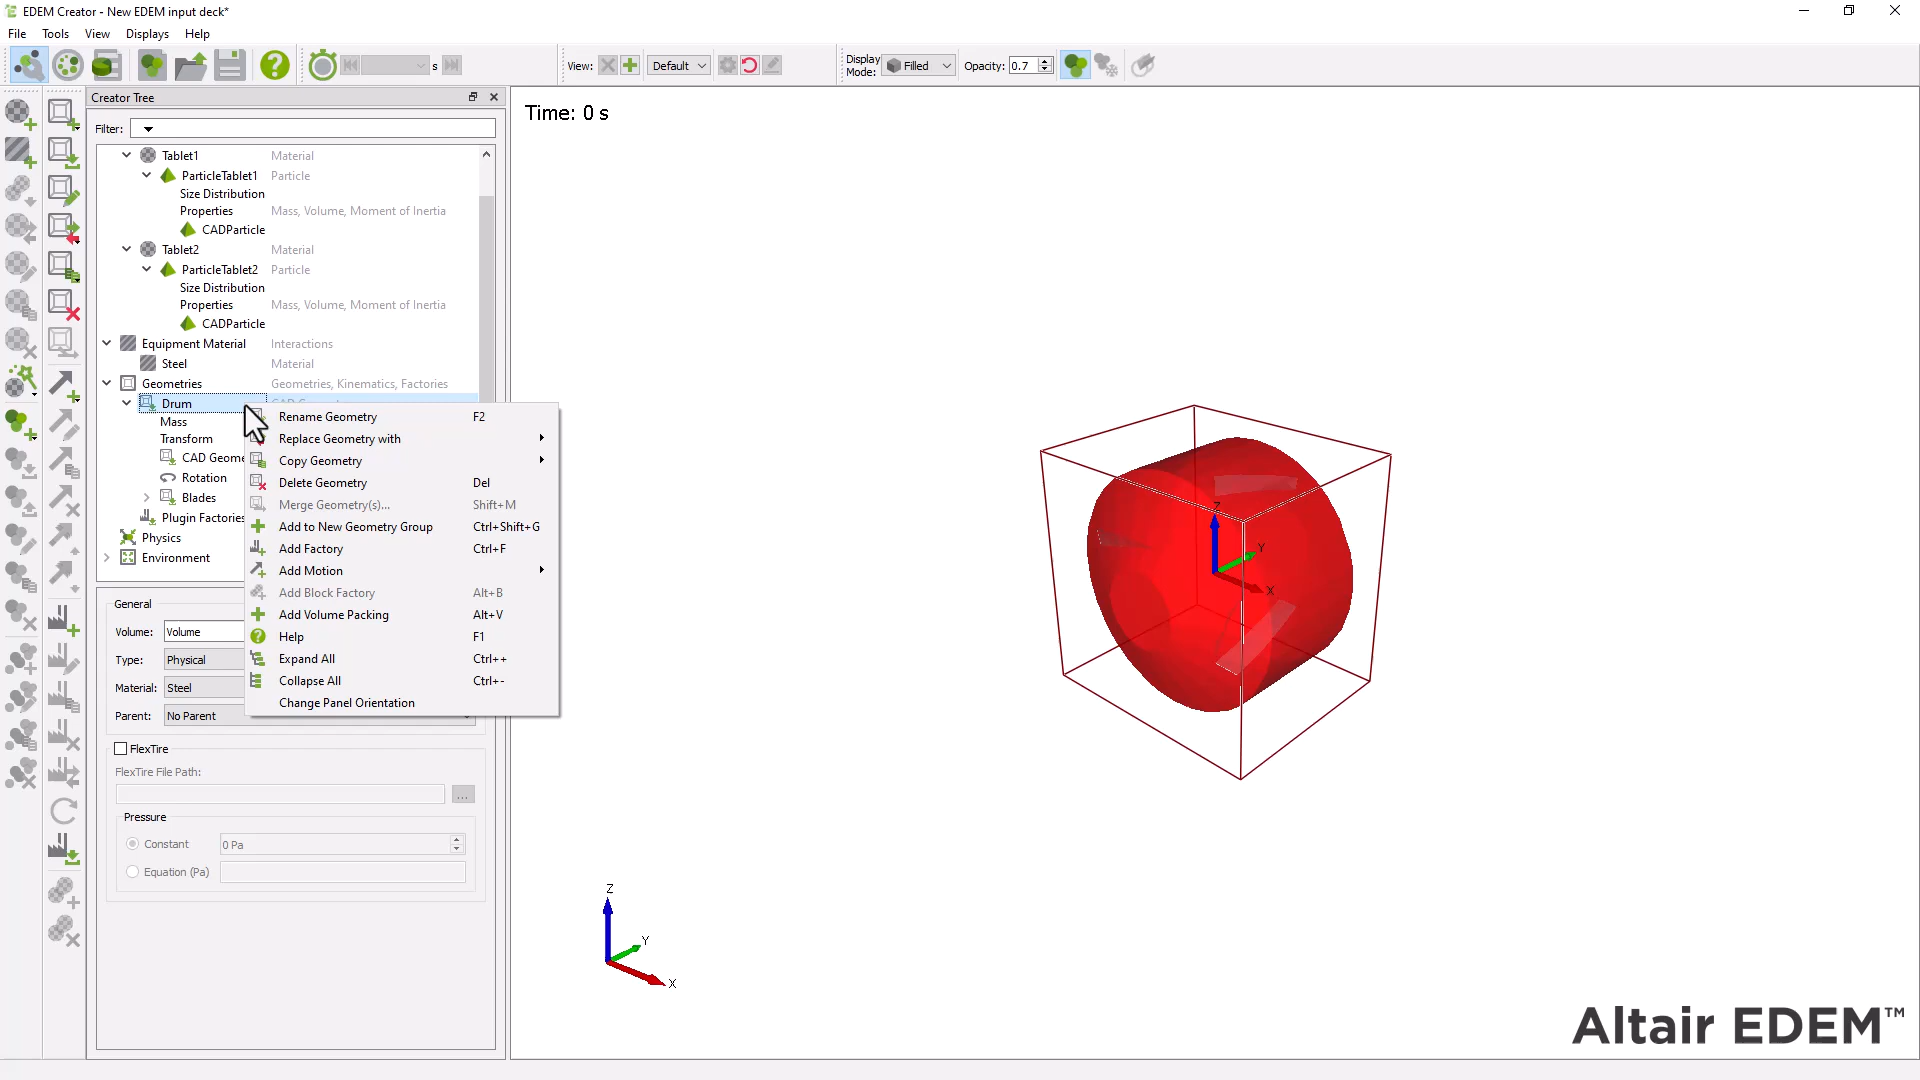 EDEM Creator - New EDEM input deck*
File Tools View Displays Help
s View: Default Display Mode: Filled Opacity: 0.7
Creator Tree
Filter:
Tablet1 Material
ParticleTablet1 Particle
Size Distribution
Properties Mass, Volume, Moment of Inertia
CADParticle
Tablet2 Material
ParticleTablet2 Particle
Size Distribution
Properties Mass, Volume, Moment of Inertia
CADParticle
Equipment Material Interactions
Steel Material
Geometries Geometries, Kinematics, Factories
Drum
Mass
Transform
CAD Geome
Rotation
Blades
Plugin Factories
Physics
Environment
Rename Geometry F2
Replace Geometry with
Copy Geometry
Delete Geometry Del
Merge Geometry(s)... Shift+M
Add to New Geometry Group Ctrl+Shift+G
Add Factory Ctrl+F
Add Motion
Add Block Factory Alt+B
Add Volume Packing Alt+V
Help F1
Expand All Ctrl++
Collapse All Ctrl+-
Change Panel Orientation
General
Volume: Volume
Type: Physical
Material: Steel
Parent: No Parent
FlexTire
FlexTire File Path:
...
Pressure
Constant 0 Pa
Equation (Pa)
Time: 0 s
Z
Y
X
Z
Y
X
Altair EDEM™